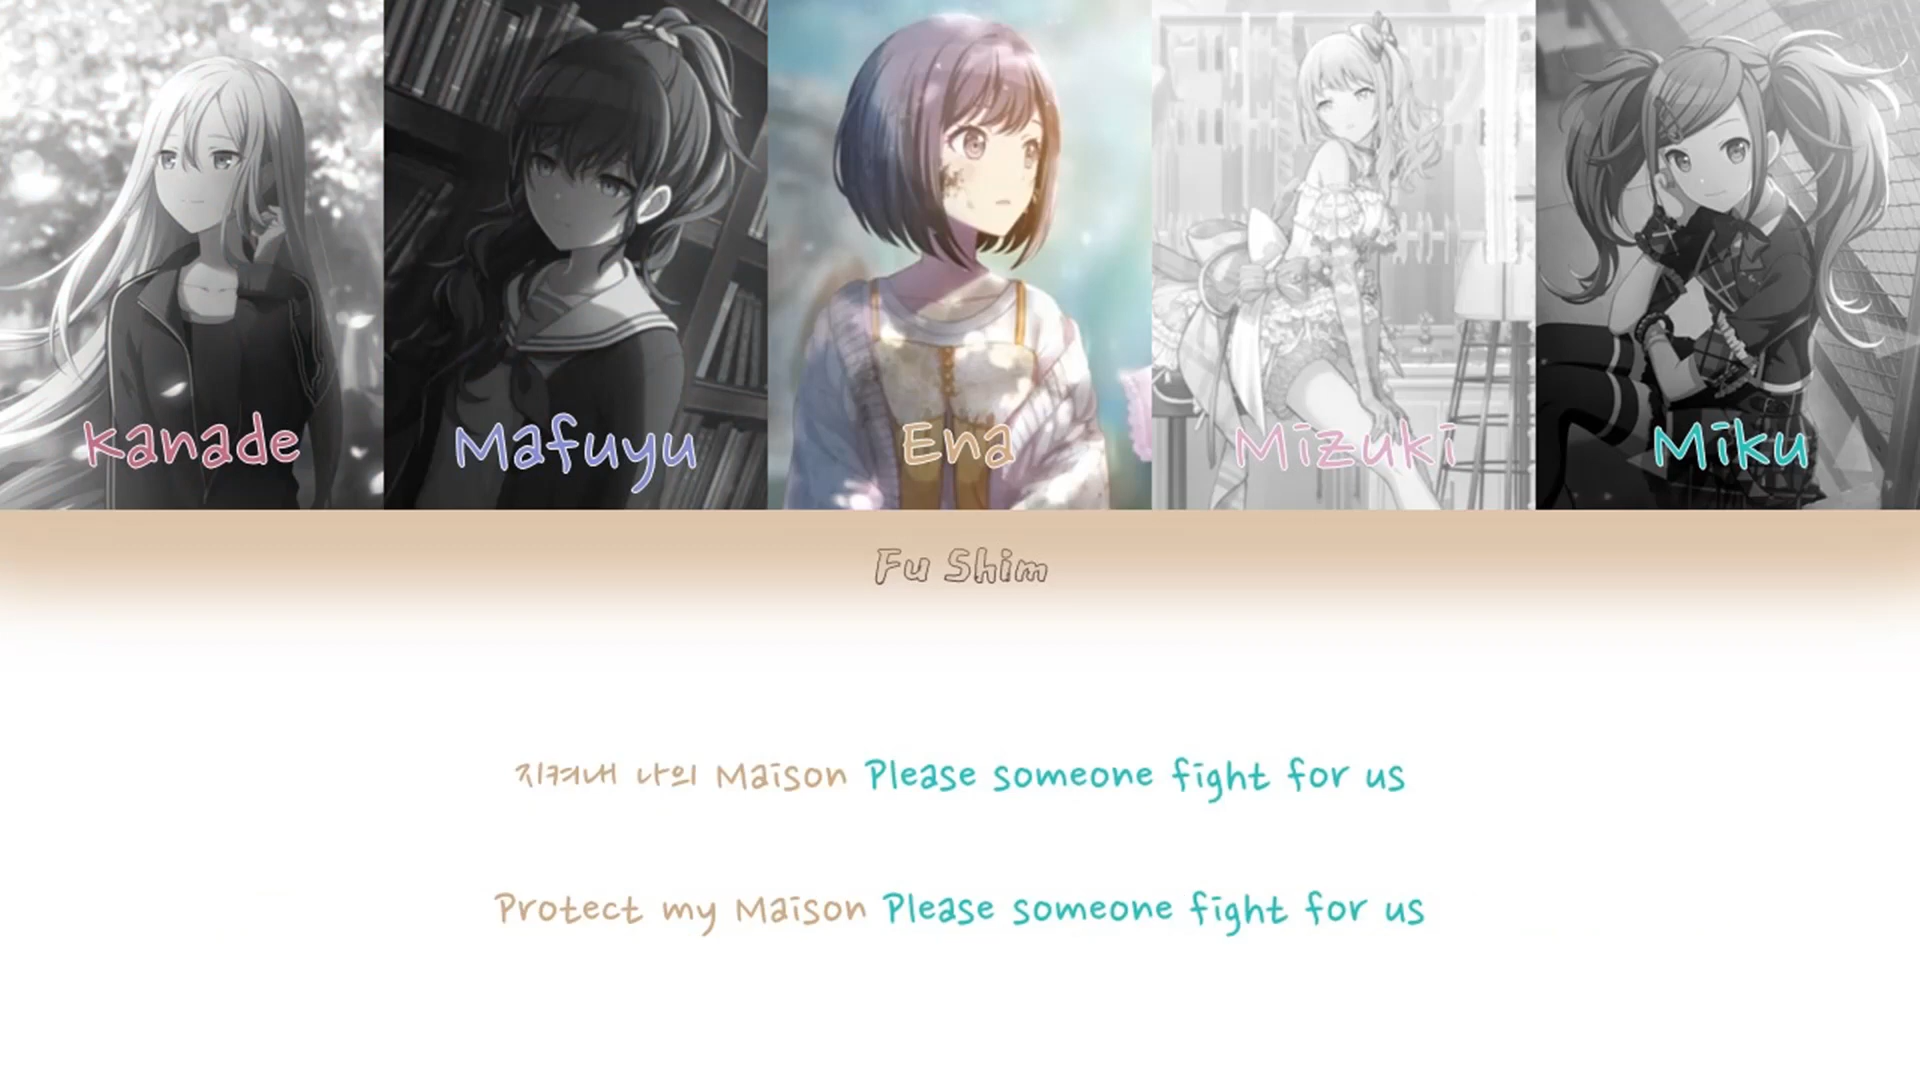 Kanade Mafuyu Ena Mizuki Miku
Fu Shim
지켜내 나의 Maison Please someone fight for us
Protect my Maison Please someone fight for us